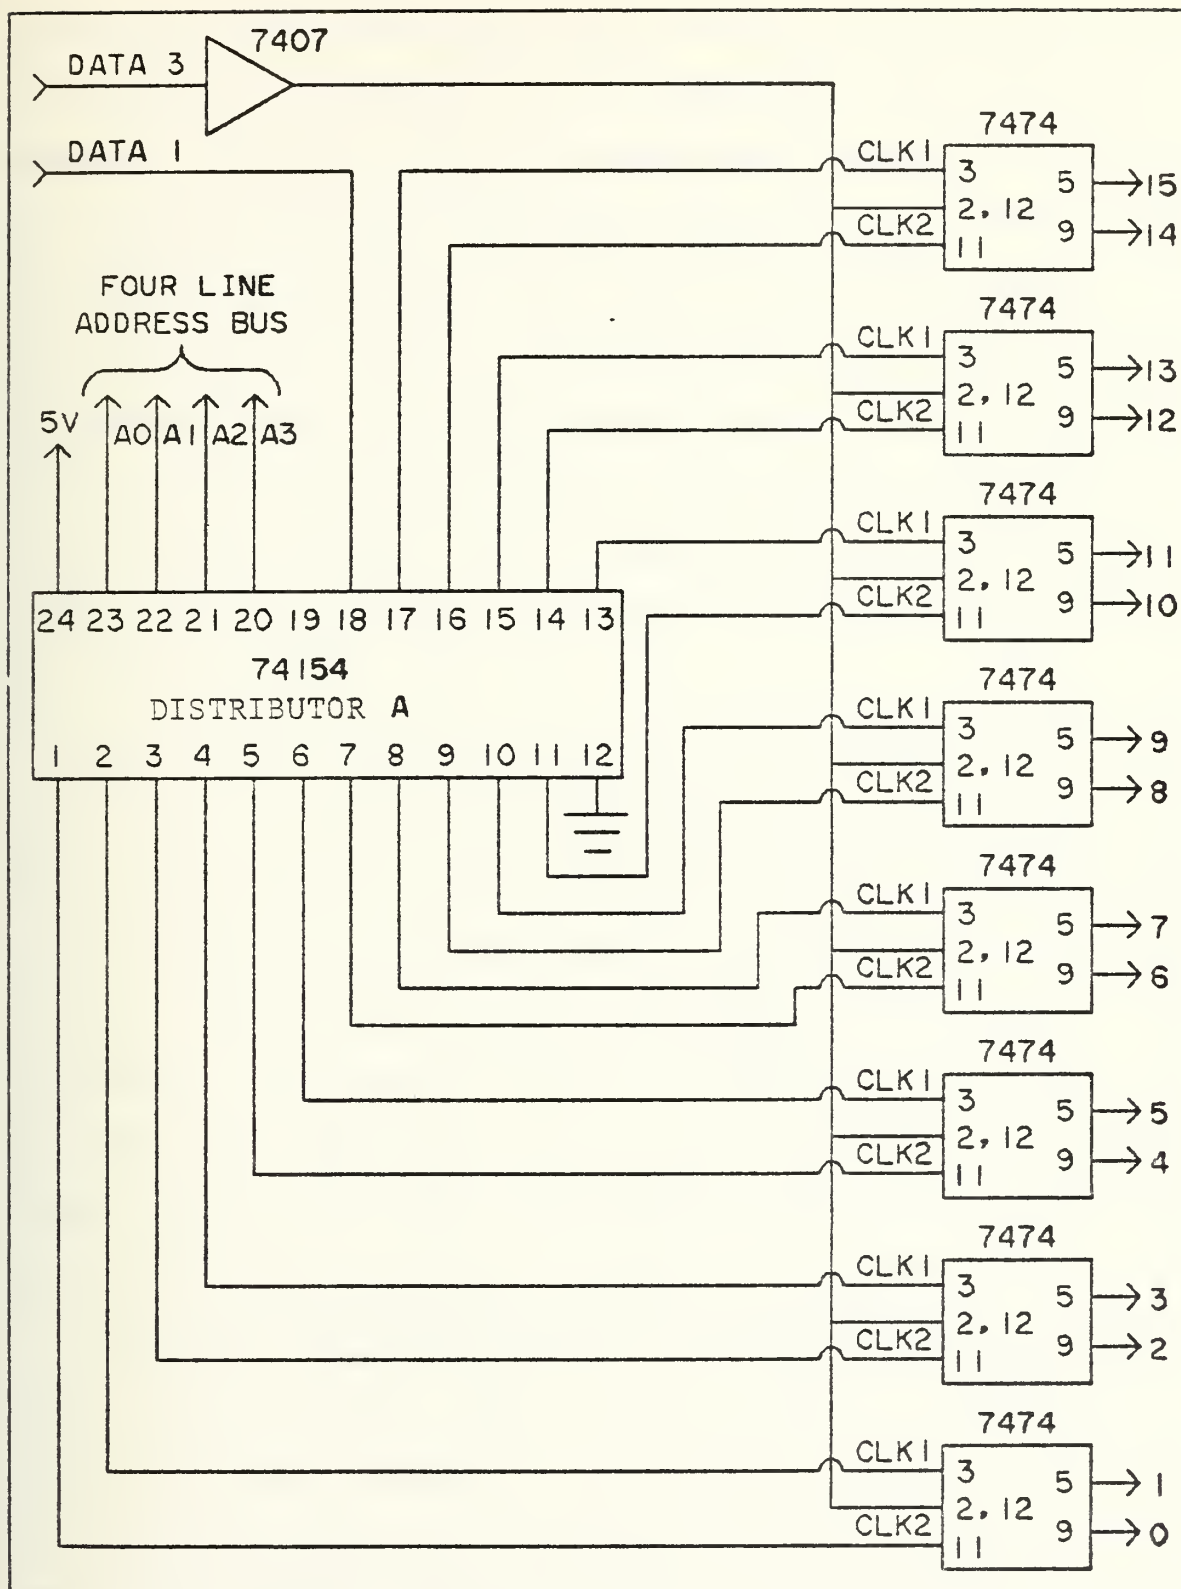 7407
DATA 3
DATA 1
FOUR LINE
ADDRESS BUS
5V A0 A1 A2 A3
24 23 22 21 20 19 18 17 16 15 14 13
74154
DISTRIBUTOR A
1 2 3 4 5 6 7 8 9 10 11 12
7474
CLK1
3 5 15
2, 12
CLK2
11 9 14
7474
CLK1
3 5 13
2, 12
CLK2
11 9 12
7474
CLK1
3 5 11
2, 12
CLK2
11 9 10
7474
CLK1
3 5 9
2, 12
CLK2
11 9 8
7474
CLK1
3 5 7
2, 12
CLK2
11 9 6
7474
CLK1
3 5 5
2, 12
CLK2
11 9 4
7474
CLK1
3 5 3
2, 12
CLK2
11 9 2
7474
CLK1
3 5 1
2, 12
CLK2
11 9 0